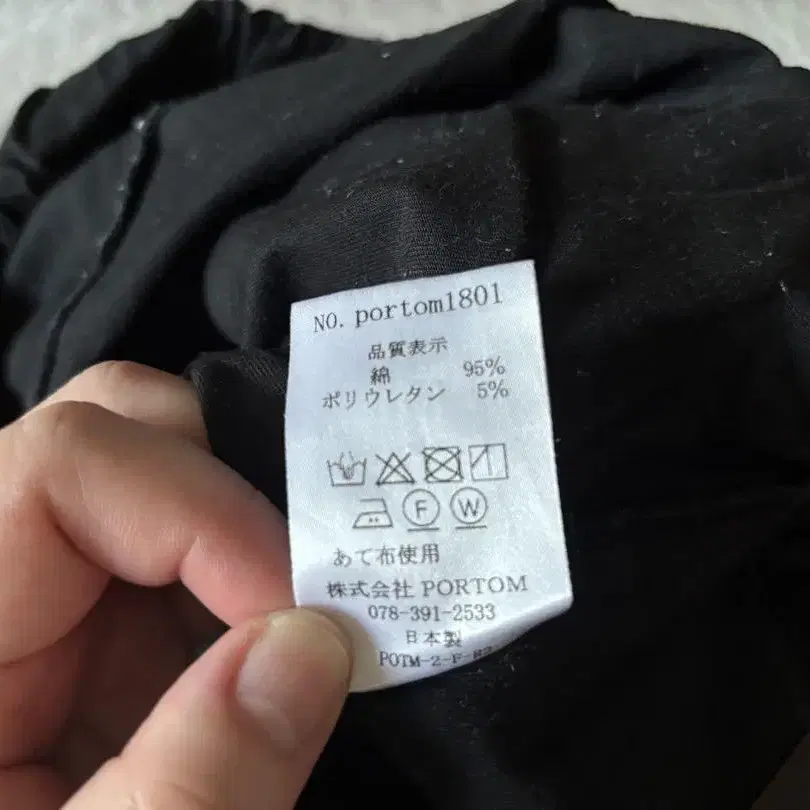 NO. portom1801
品質表示
綿 95%
ポリウレタン 5%
F W
あて布使用
株式会社 PORTOM
078-391-2533
日本製